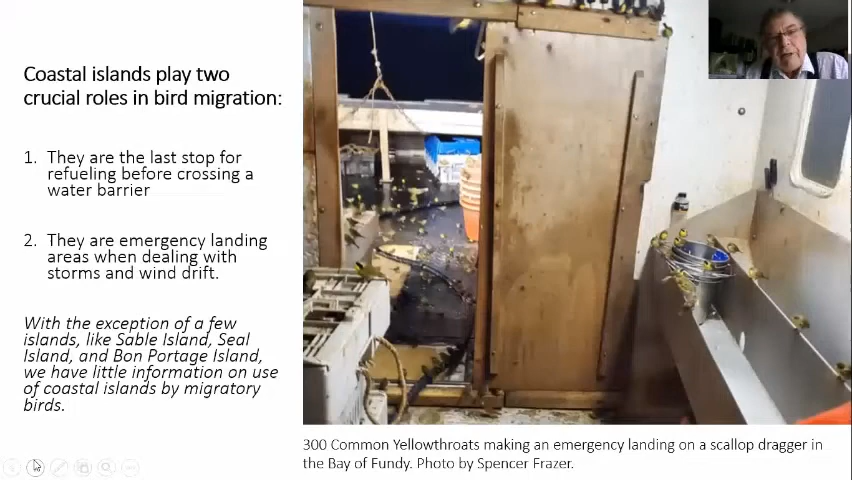 Coastal islands play two
crucial roles in bird migration:
1. They are the last stop for
refueling before crossing a
water barrier
2. They are emergency landing
areas when dealing with
storms and wind drift.
With the exception of a few
islands, like Sable Island, Seal
Island, and Bon Portage Island,
we have little information on use
of coastal islands by migratory
birds.
300 Common Yellowthroats making an emergency landing on a scallop dragger in
the Bay of Fundy. Photo by Spencer Frazer.